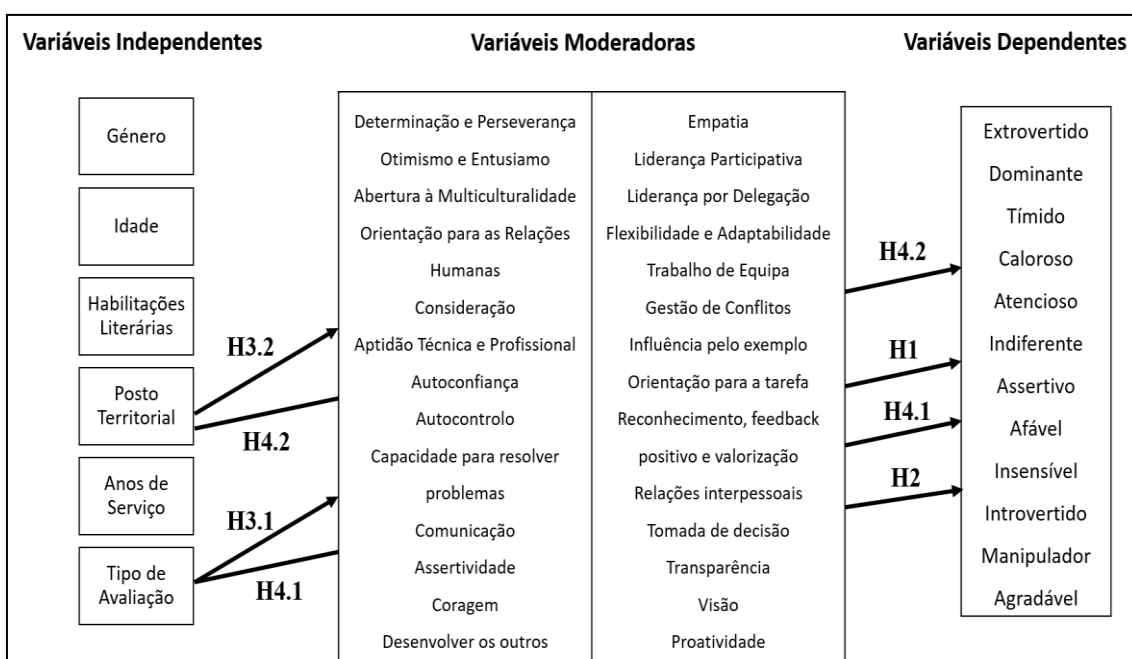 Variáveis Independentes
Variáveis Moderadoras
Variáveis Dependentes
Género
Idade
Habilitações
Literárias
Posto
Territorial
Anos de
Serviço
Tipo de
Avaliação
H3.2
H4.2
H3.1
H4.1
Determinação e Perseverança
Otimismo e Entusiamo
Abertura à Multiculturalidade
Orientação para as Relações
Humanas
Consideração
Aptidão Técnica e Profissional
Autoconfiança
Autocontrolo
Capacidade para resolver
problemas
Comunicação
Assertividade
Coragem
Desenvolver os outros
Empatia
Liderança Participativa
Liderança por Delegação
Flexibilidade e Adaptabilidade
Trabalho de Equipa
Gestão de Conflitos
Influência pelo exemplo
Orientação para a tarefa
Reconhecimento, feedback
positivo e valorização
Relações interpessoais
Tomada de decisão
Transparência
Visão
Proatividade
H4.2
H1
H4.1
H2
Extrovertido
Dominante
Tímido
Caloroso
Atencioso
Indiferente
Assertivo
Afável
Insensível
Introvertido
Manipulador
Agradável